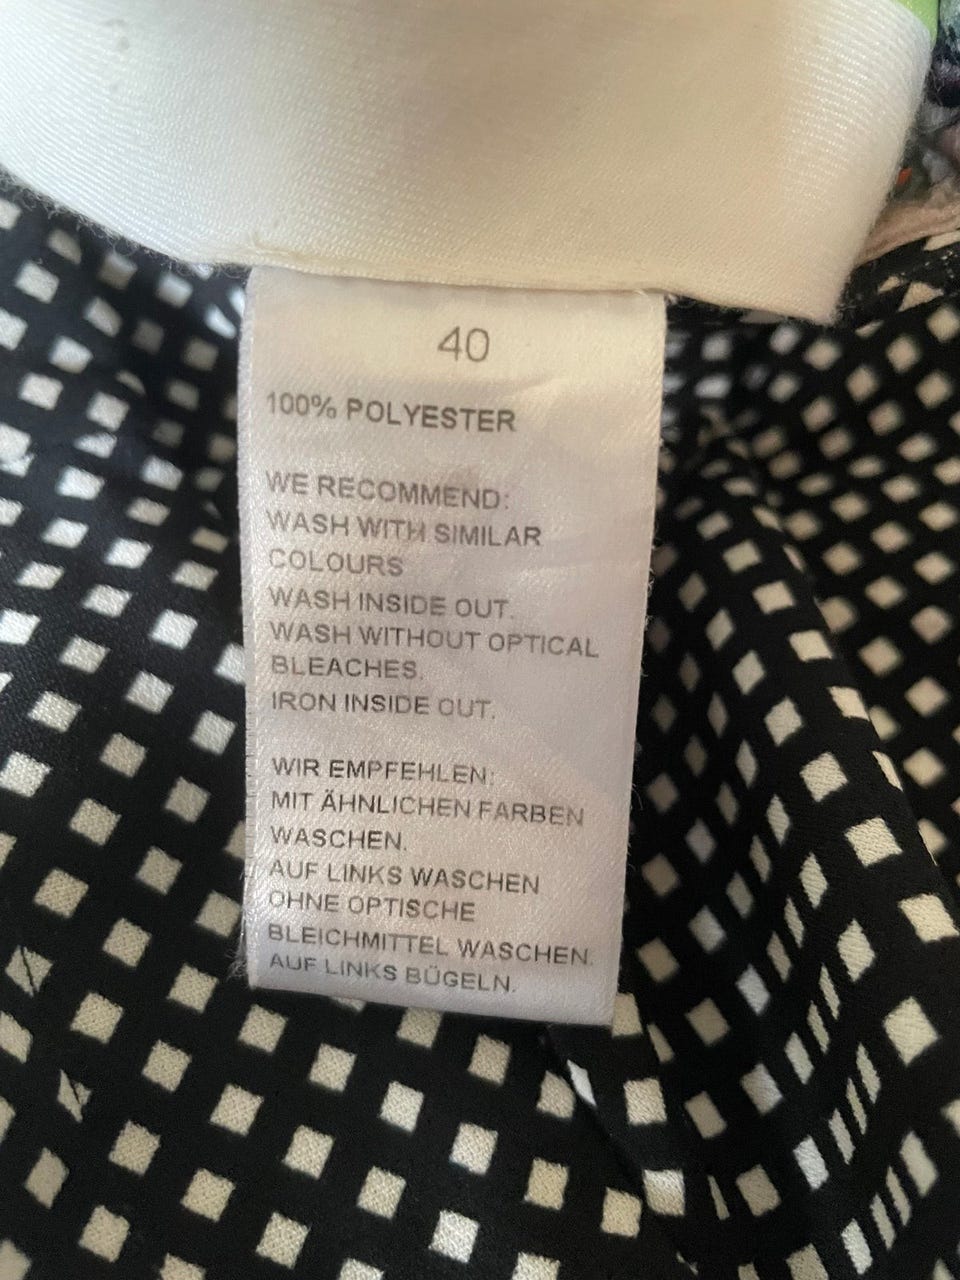 40
100% POLYESTER
WE RECOMMEND:
WASH WITH SIMILAR
COLOURS
WASH INSIDE OUT.
WASH WITHOUT OPTICAL
BLEACHES.
IRON INSIDE OUT.
WIR EMPFEHLEN:
MIT ÄHNLICHEN FARBEN
WASCHEN.
AUF LINKS WASCHEN
OHNE OPTISCHE
BLEICHMITTEL WASCHEN.
AUF LINKS BÜGELN.